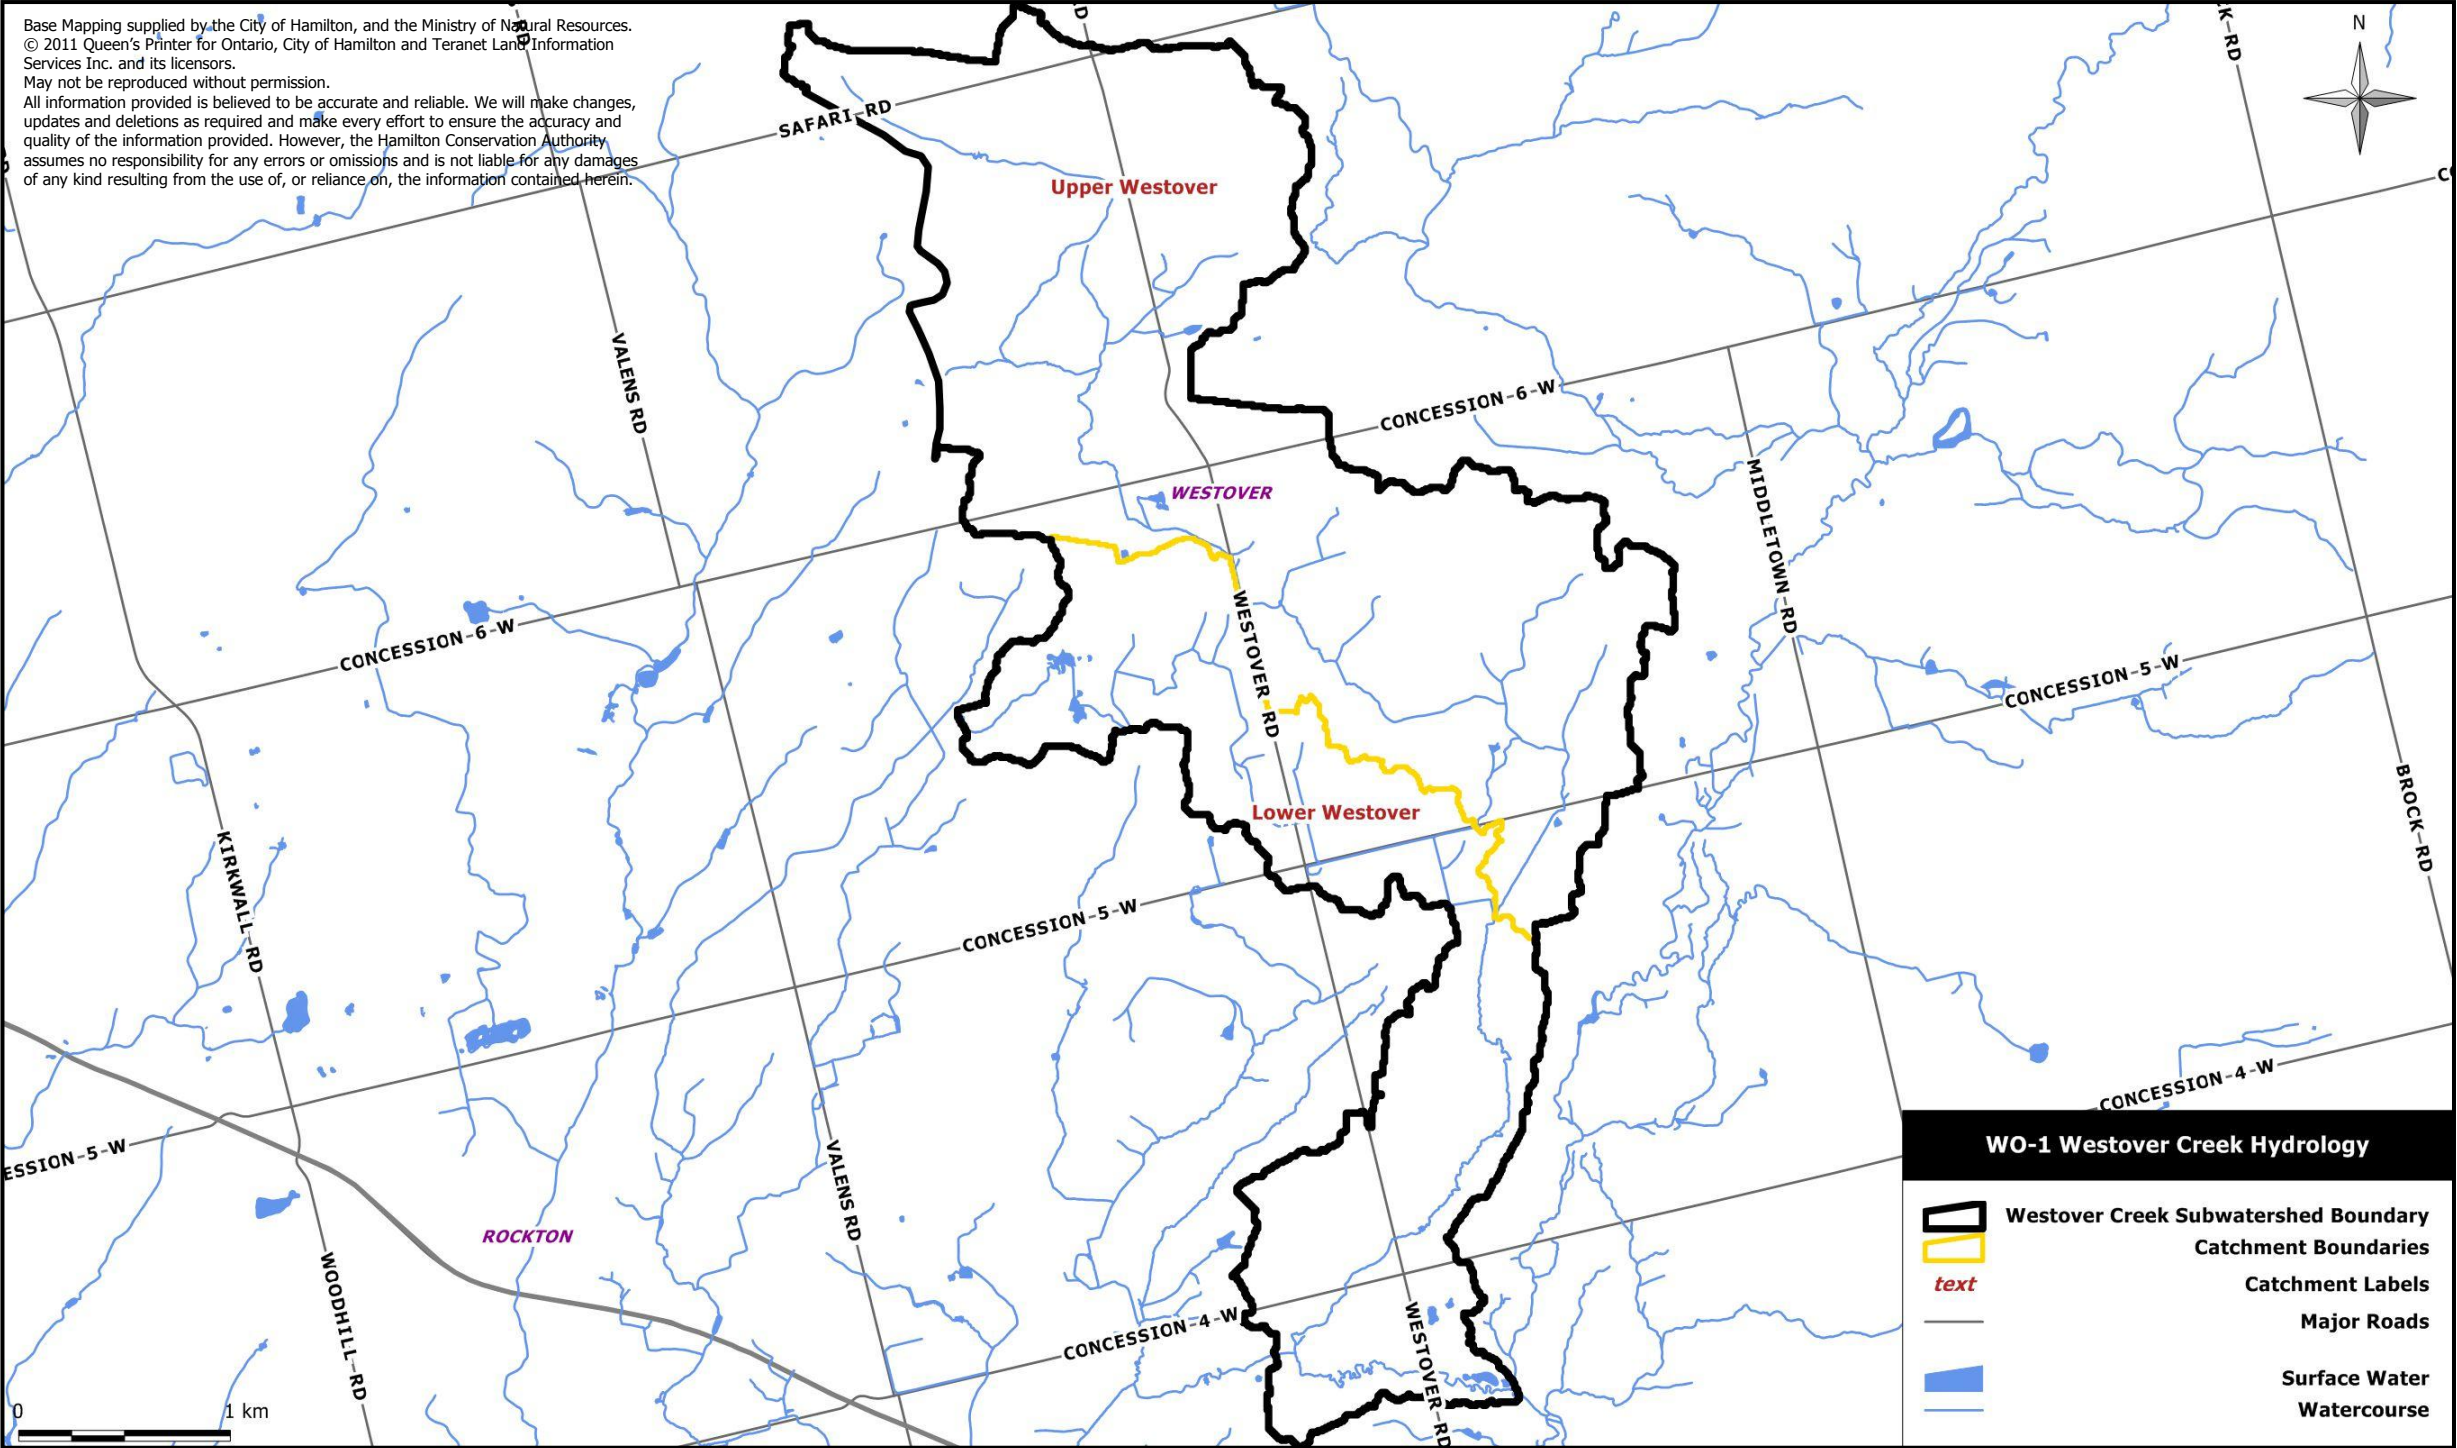 Base Mapping supplied by the City of Hamilton, and the Ministry of Natural Resources.
© 2011 Queen's Printer for Ontario, City of Hamilton and Teranet Land Information
Services Inc. and its licensors.
May not be reproduced without permission.
All information provided is believed to be accurate and reliable. We will make changes,
updates and deletions as required and make every effort to ensure the accuracy and
quality of the information provided. However, the Hamilton Conservation Authority
assumes no responsibility for any errors or omissions and is not liable for any damages
of any kind resulting from the use of, or reliance on, the information contained herein.
RD
D
CK-RD
N
SAFARI-RD
CO
Upper Westover
VALENS RD
CONCESSION-6-W
WESTOVER
MIDDLETOWN-RD
CONCESSION-6-W
WESTOVER-RD
CONCESSION-5-W
Lower Westover
BROCK-RD
KIRKWALL-RD
CONCESSION-5-W
CONCESSION-4-W
ESSION-5-W
VALENS RD
ROCKTON
WOODHILL-RD
CONCESSION-4-W
WESTOVER-RD
0 1 km
WO-1 Westover Creek Hydrology
Westover Creek Subwatershed Boundary
Catchment Boundaries
text Catchment Labels
Major Roads
Surface Water
Watercourse